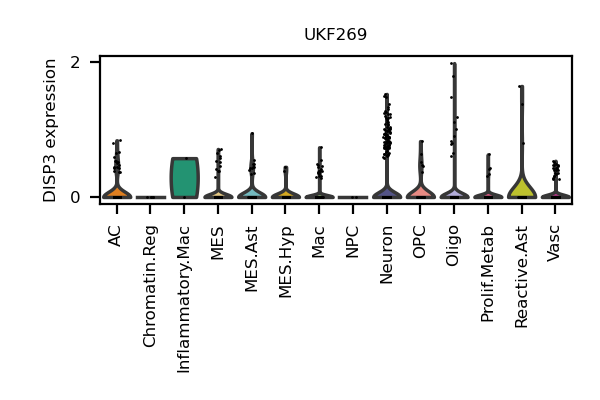 UKF269
DISP3 expression
2
0
AC
Chromatin.Reg
Inflammatory.Mac
MES
MES.Ast
MES.Hyp
Mac
NPC
Neuron
OPC
Oligo
Prolif.Metab
Reactive.Ast
Vasc